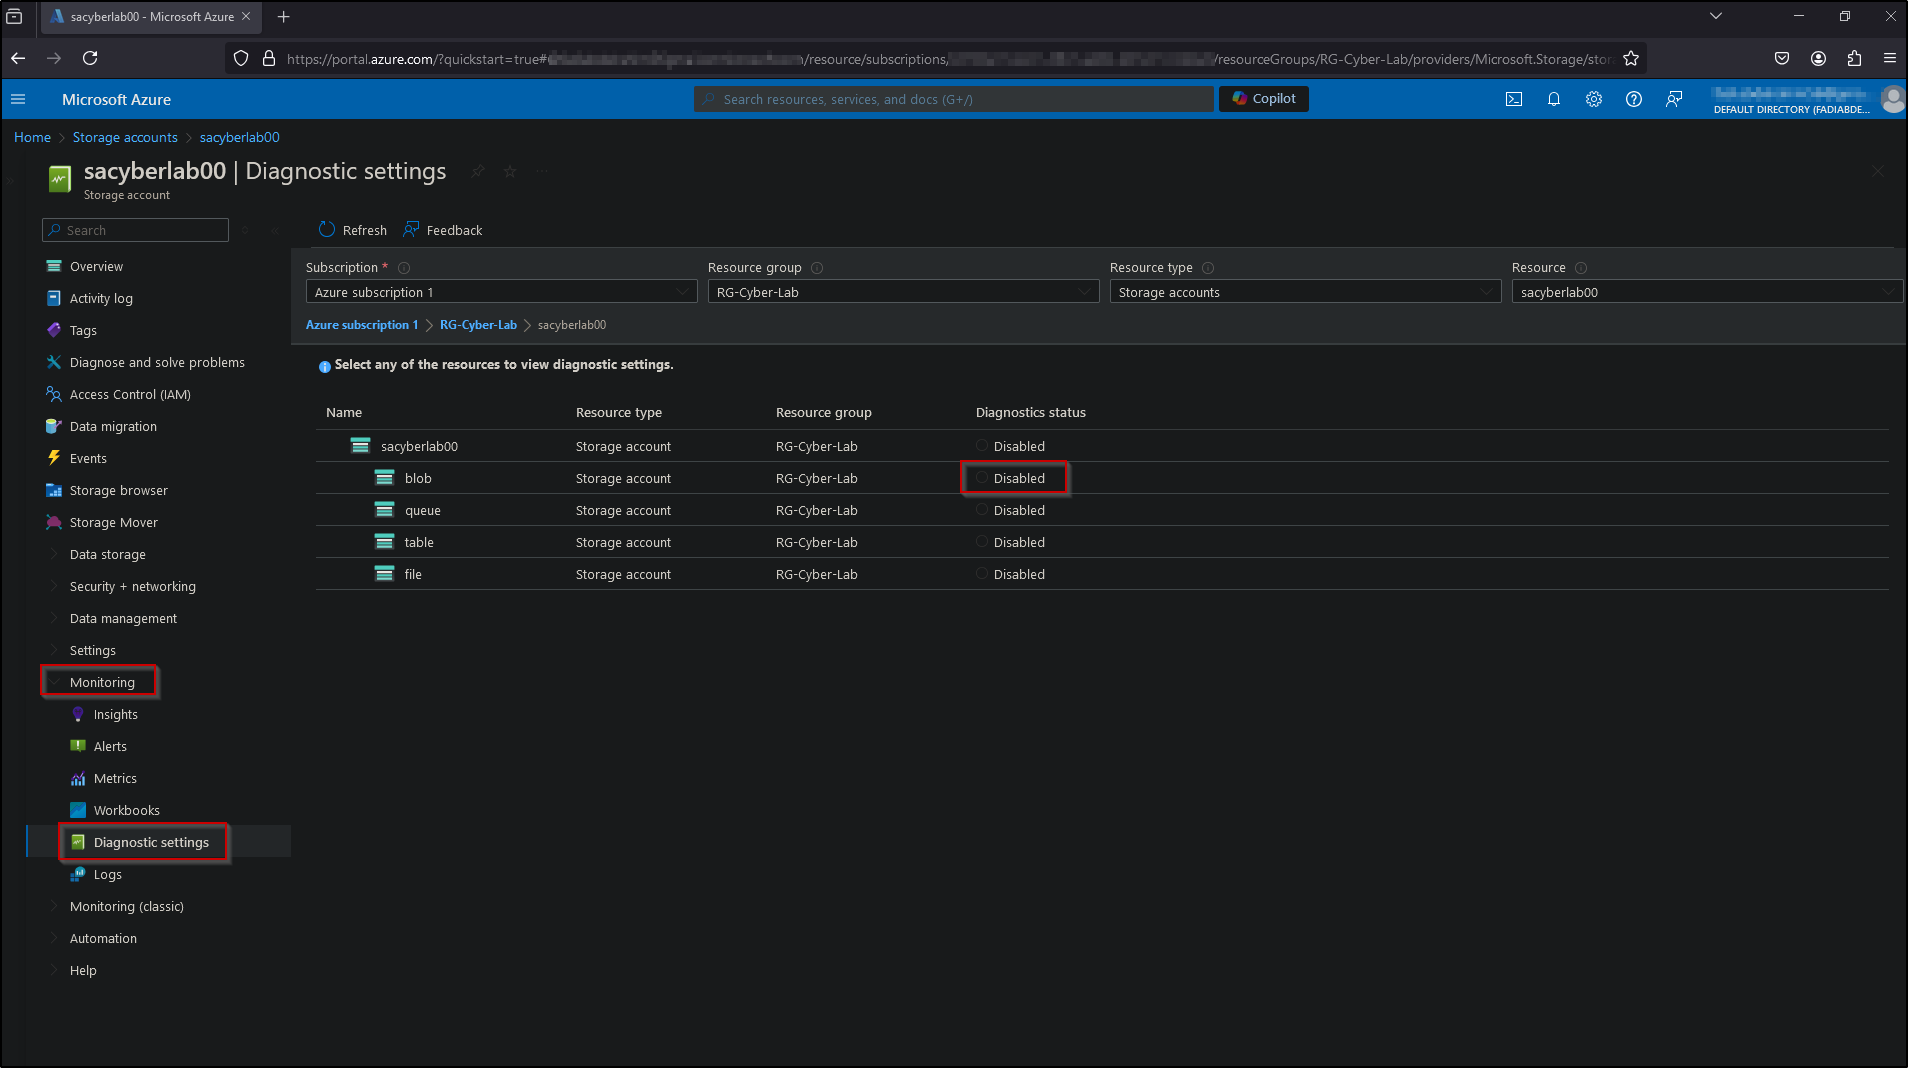 sacyberlab00 - Microsoft Azure
https://portal.azure.com/?quickstart=true# /resource/subscriptions/ /resourceGroups/RG-Cyber-Lab/providers/Microsoft.Storage/stora
Microsoft Azure
Search resources, services, and docs (G+/)
Copilot
DEFAULT DIRECTORY (FADIABDE...
Home > Storage accounts > sacyberlab00
sacyberlab00 | Diagnostic settings
Storage account
Search
Refresh
Feedback
Overview
Activity log
Tags
Diagnose and solve problems
Access Control (IAM)
Data migration
Events
Storage browser
Storage Mover
Data storage
Security + networking
Data management
Settings
Monitoring
Insights
Alerts
Metrics
Workbooks
Diagnostic settings
Logs
Monitoring (classic)
Automation
Help
Subscription * Resource group Resource type Resource
Azure subscription 1 RG-Cyber-Lab Storage accounts sacyberlab00
Azure subscription 1 > RG-Cyber-Lab > sacyberlab00
Select any of the resources to view diagnostic settings.
Name Resource type Resource group Diagnostics status
sacyberlab00 Storage account RG-Cyber-Lab Disabled
blob Storage account RG-Cyber-Lab Disabled
queue Storage account RG-Cyber-Lab Disabled
table Storage account RG-Cyber-Lab Disabled
file Storage account RG-Cyber-Lab Disabled